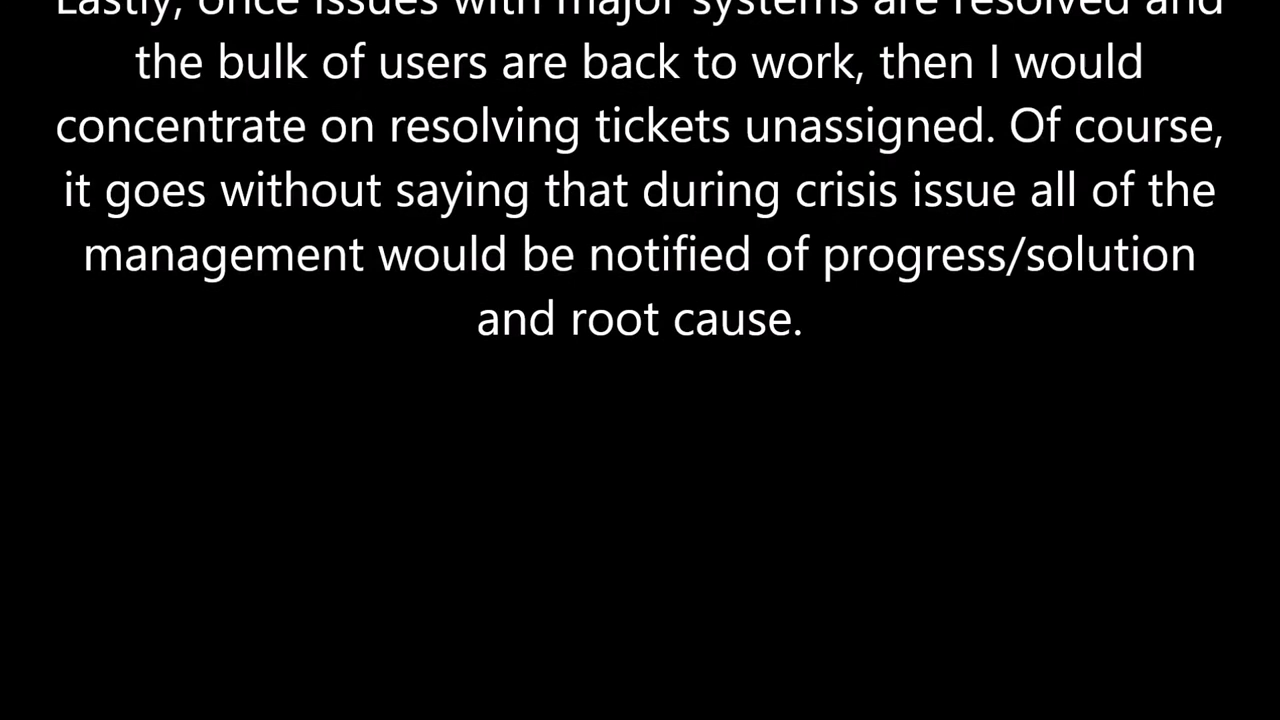 Lastly, once issues with major systems are resolved and
the bulk of users are back to work, then I would
concentrate on resolving tickets unassigned. Of course,
it goes without saying that during crisis issue all of the
management would be notified of progress/solution
and root cause.